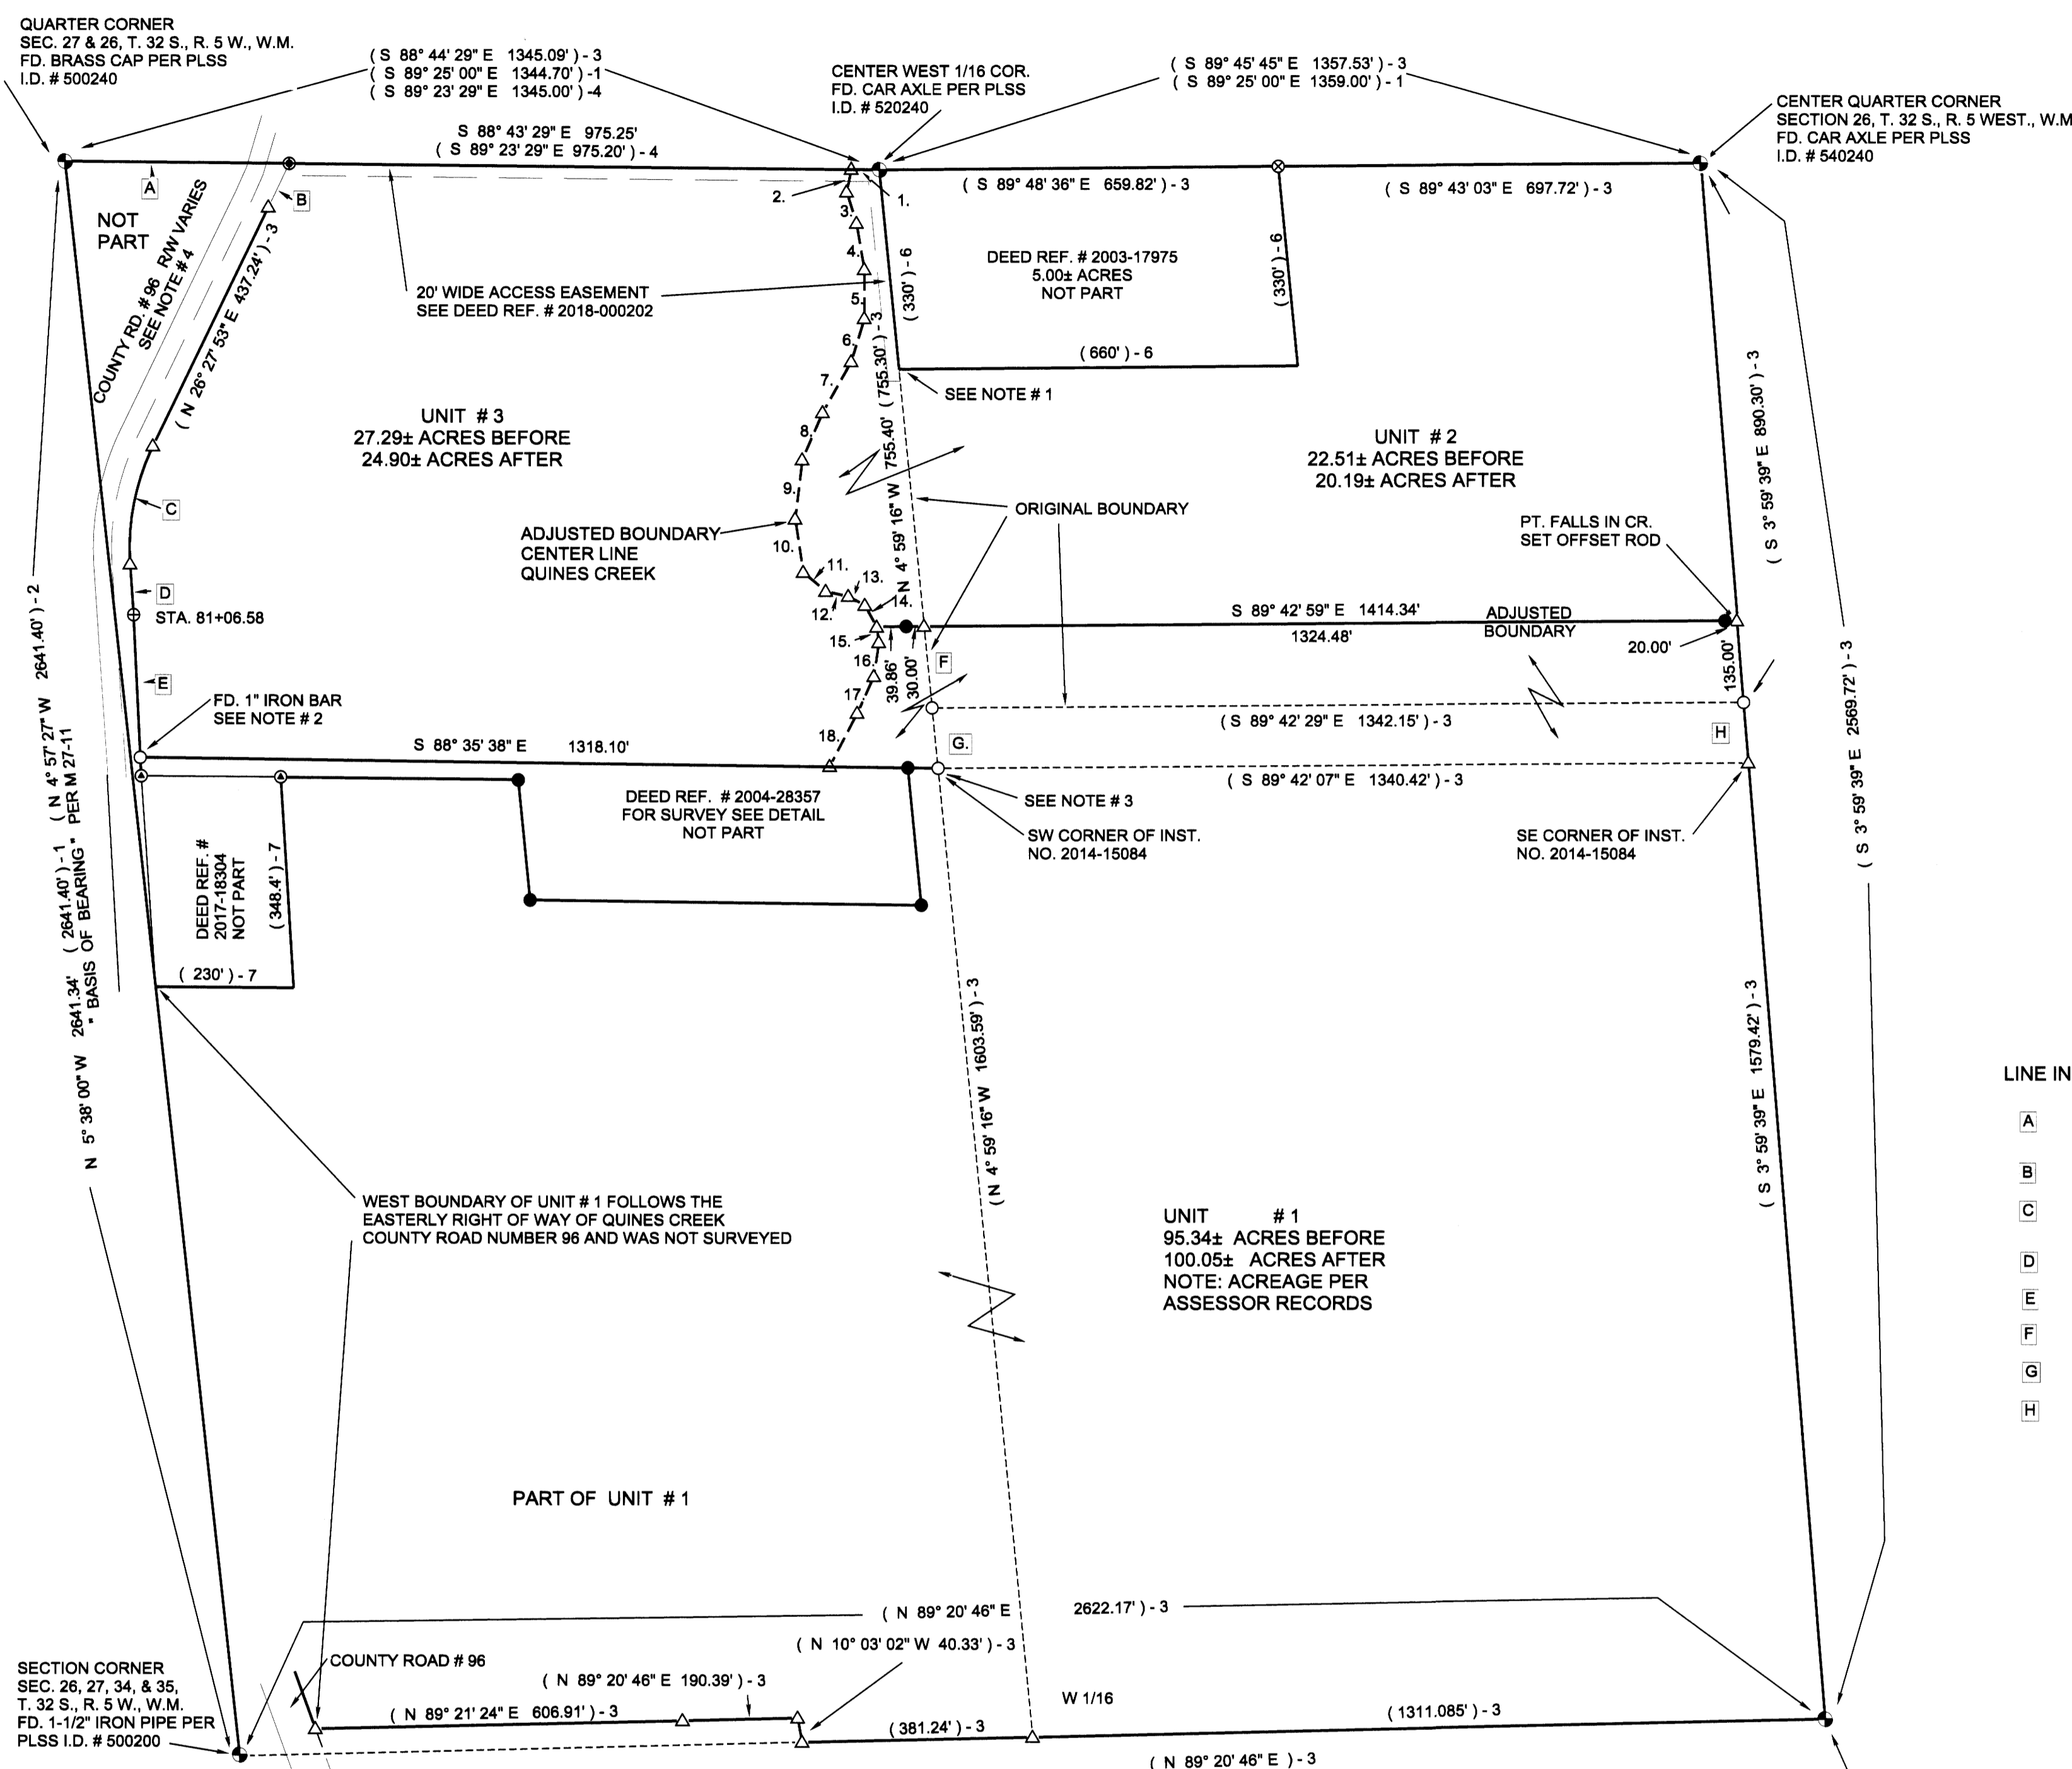 QUARTER CORNER
SEC. 27 & 26, T. 32 S., R. 5 W., W.M.
FD. BRASS CAP PER PLSS
I.D. # 500240
( S 88° 44' 29" E 1345.09' ) - 3
( S 89° 25' 00" E 1344.70' ) -1
( S 89° 23' 29" E 1345.00' ) -4
CENTER WEST 1/16 COR.
FD. CAR AXLE PER PLSS
I.D. # 520240
( S 89° 45' 45" E 1357.53' ) - 3
( S 89° 25' 00" E 1359.00' ) - 1
CENTER QUARTER CORNER
SECTION 26, T. 32 S., R. 5 WEST., W.M
FD. CAR AXLE PER PLSS
I.D. # 540240
S 88° 43' 29" E 975.25'
( S 89° 23' 29" E 975.20' ) - 4
A
B
NOT
PART
COUNTY RD. # 96 R/W VARIES
SEE NOTE # 4
( N 26° 27' 53" E 437.24' ) - 3
20' WIDE ACCESS EASEMENT
SEE DEED REF. # 2018-000202
1.
2.
3.
4.
5.
6.
7.
8.
9.
10.
11.
12.
13.
14.
15.
16.
17.
18.
( S 89° 48' 36" E 659.82' ) - 3
( S 89° 43' 03" E 697.72' ) - 3
(330' ) - 6
DEED REF. # 2003-17975
5.00± ACRES
NOT PART
(330' ) - 6
( 660' ) - 6
SEE NOTE # 1
N 4° 59' 16" W 755.40' ( 755.30' ) - 3
UNIT # 3
27.29± ACRES BEFORE
24.90± ACRES AFTER
UNIT # 2
22.51± ACRES BEFORE
20.19± ACRES AFTER
( S 3° 59' 39" E 890.30' ) - 3
C
ADJUSTED BOUNDARY
CENTER LINE
QUINES CREEK
ORIGINAL BOUNDARY
PT. FALLS IN CR.
SET OFFSET ROD
D
STA. 81+06.58
E
S 89° 42' 59" E 1414.34'
1324.48'
ADJUSTED
BOUNDARY
20.00'
135.00'
39.86'
30.00'
F
FD. 1" IRON BAR
SEE NOTE # 2
( S 89° 42' 29" E 1342.15' ) - 3
H
G.
S 88° 35' 38" E 1318.10'
( S 89° 42' 07" E 1340.42' ) - 3
SEE NOTE # 3
SW CORNER OF INST.
NO. 2014-15084
SE CORNER OF INST.
NO. 2014-15084
DEED REF. # 2004-28357
FOR SURVEY SEE DETAIL
NOT PART
DEED REF. #
2017-18304
NOT PART
( 348.4' ) - 7
( 230' ) - 7
N 5° 38' 00" W 2641.34' ( 2641.40' ) - 1 ( N 4° 57' 27" W 2641.40' ) - 2
" BASIS OF BEARING " PER M 27-11
( S 3° 59' 39" E 2569.72' ) - 3
( N 4° 59' 16" W 1603.59' ) - 3
( S 3° 59' 39" E 1579.42' ) - 3
LINE IN
A
B
C
D
E
F
G
H
WEST BOUNDARY OF UNIT # 1 FOLLOWS THE
EASTERLY RIGHT OF WAY OF QUINES CREEK
COUNTY ROAD NUMBER 96 AND WAS NOT SURVEYED
UNIT # 1
95.34± ACRES BEFORE
100.05± ACRES AFTER
NOTE: ACREAGE PER
ASSESSOR RECORDS
PART OF UNIT # 1
( N 89° 20' 46" E 2622.17' ) - 3
( N 10° 03' 02" W 40.33' ) - 3
COUNTY ROAD # 96
( N 89° 20' 46" E 190.39' ) - 3
SECTION CORNER
SEC. 26, 27, 34, & 35,
T. 32 S., R. 5 W., W.M.
FD. 1-1/2" IRON PIPE PER
PLSS I.D. # 500200
( N 89° 21' 24" E 606.91' ) - 3
W 1/16
( 381.24' ) - 3
(1311.085' ) - 3
( N 89° 20' 46" E ) - 3